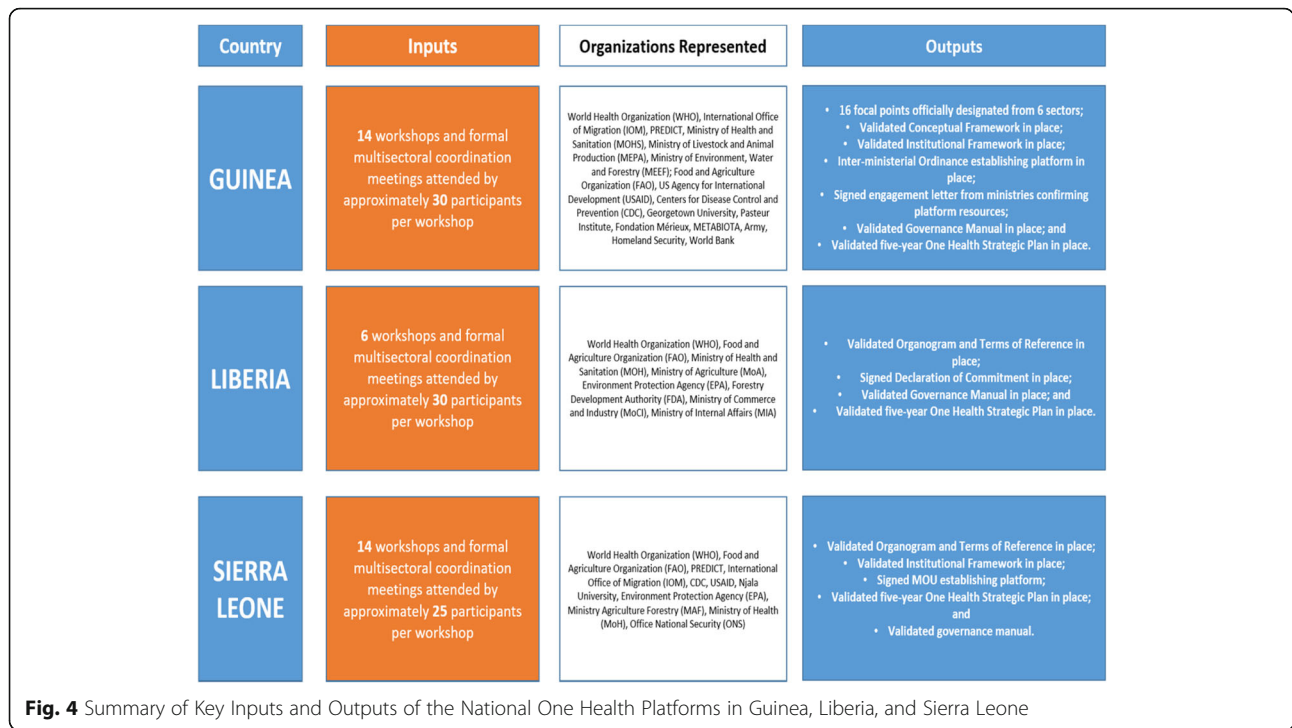 Country
Inputs
Organizations Represented
Outputs
GUINEA
14 workshops and formal
multisectoral coordination
meetings attended by
approximately 30 participants
per workshop
World Health Organization (WHO), International Office
of Migration (IOM), PREDICT, Ministry of Health and
Sanitation (MOHS), Ministry of Livestock and Animal
Production (MEPA), Ministry of Environment, Water
and Forestry (MEEF); Food and Agriculture
Organization (FAO), US Agency for International
Development (USAID), Centers for Disease Control and
Prevention (CDC), Georgetown University, Pasteur
Institute, Fondation Mérieux, METABIOTA, Army,
Homeland Security, World Bank
• 16 focal points officially designated from 6 sectors;
• Validated Conceptual Framework in place;
• Validated Institutional Framework in place;
• Inter-ministerial Ordinance establishing platform in
place;
• Signed engagement letter from ministries confirming
platform resources;
• Validated Governance Manual in place; and
• Validated five-year One Health Strategic Plan in place.
LIBERIA
6 workshops and formal
multisectoral coordination
meetings attended by
approximately 30 participants
per workshop
World Health Organization (WHO), Food and
Agriculture Organization (FAO), Ministry of Health and
Sanitation (MOH), Ministry of Agriculture (MoA),
Environment Protection Agency (EPA), Forestry
Development Authority (FDA), Ministry of Commerce
and Industry (MoCI), Ministry of Internal Affairs (MIA)
• Validated Organogram and Terms of Reference in
place;
• Signed Declaration of Commitment in place;
• Validated Governance Manual in place; and
• Validated five-year One Health Strategic Plan in place.
SIERRA
LEONE
14 workshops and formal
multisectoral coordination
meetings attended by
approximately 25 participants
per workshop
World Health Organization (WHO), Food and
Agriculture Organization (FAO), PREDICT, International
Office of Migration (IOM), CDC, USAID, Njala
University, Environment Protection Agency (EPA),
Ministry Agriculture Forestry (MAF), Ministry of Health
(MoH), Office National Security (ONS)
• Validated Organogram and Terms of Reference in place;
• Validated Institutional Framework in place;
• Signed MOU establishing platform;
• Validated five-year One Health Strategic Plan in place;
and
• Validated governance manual.
Fig. 4 Summary of Key Inputs and Outputs of the National One Health Platforms in Guinea, Liberia, and Sierra Leone